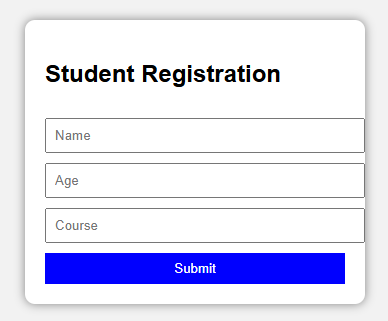 Student Registration
Name
Age
Course
Submit